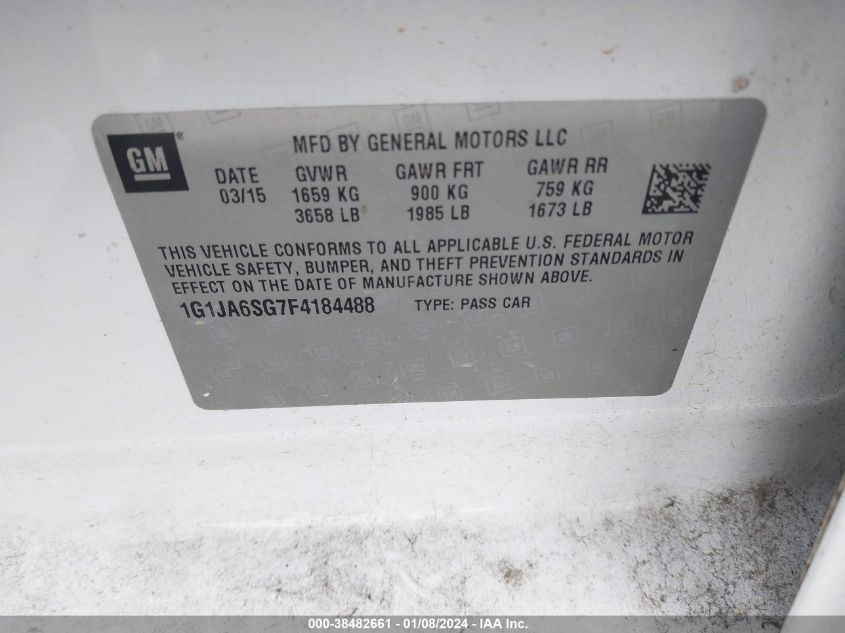 GM
®
MFD BY GENERAL MOTORS LLC
DATE GVWR GAWR FRT GAWR RR
03/15 1659 KG 900 KG 759 KG
3658 LB 1985 LB 1673 LB
THIS VEHICLE CONFORMS TO ALL APPLICABLE U.S. FEDERAL MOTOR
VEHICLE SAFETY, BUMPER, AND THEFT PREVENTION STANDARDS IN
EFFECT ON THE DATE OF MANUFACTURE SHOWN ABOVE.
1G1JA6SG7F4184488 TYPE: PASS CAR
000-38482661 - 01/08/2024 - IAA Inc.